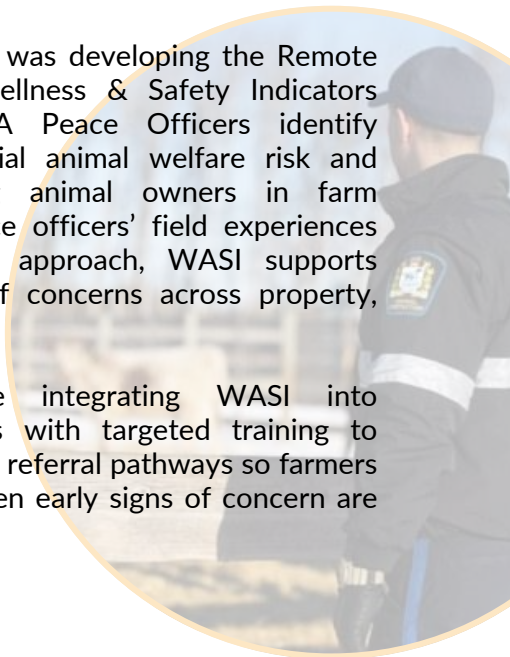 was developing the Remote
ellness & Safety Indicators
A Peace Officers identify
ial animal welfare risk and
animal owners in farm
e officers’ field experiences
approach, WASI supports
f concerns across property,
e integrating WASI into
s with targeted training to
referral pathways so farmers
en early signs of concern are